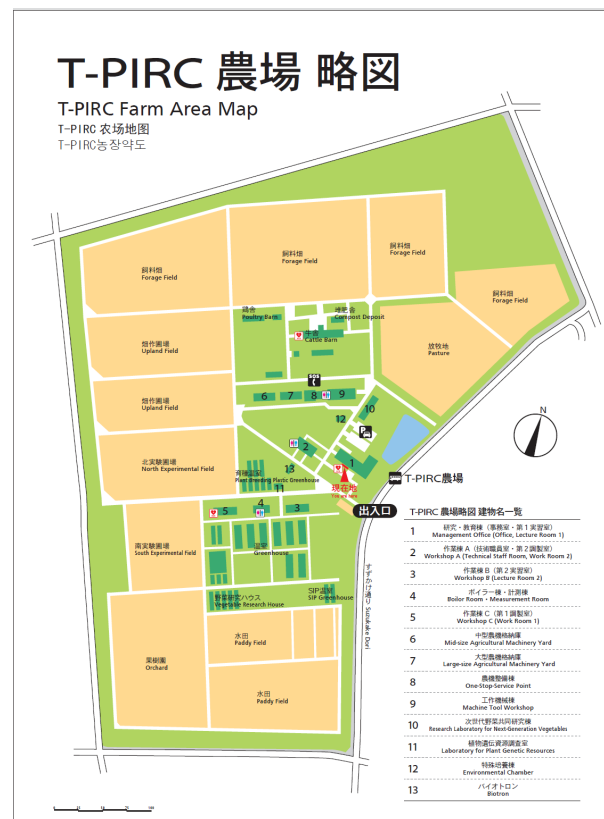 T-PIRC 農場 略図
T-PIRC Farm Area Map
T-PIRC 农场地图
T-PIRC농장약도
飼料畑
Forage Field
飼料畑
Forage Field
飼料畑
Forage Field
飼料畑
Forage Field
鶏舎
Poultry Barn
堆肥舎
Compost Deposit
牛舎
Cattle Barn
放牧地
Pasture
畑作圃場
Upland Field
SOS
畑作圃場
Upland Field
6
7
8
9
10
12
2
北実験圃場
North Experimental Field
13
育種温室
Plant Breeding Plastic Greenhouse
11
1
現在地
You are here
N
T-PIRC農場
出入口
5
4
3
南実験圃場
South Experimental Field
温室
Greenhouse
野菜研究ハウス
Vegetable Research House
SIP温室
SIP Greenhouse
すずかけ通り Suzukake Dori
果樹園
Orchard
水田
Paddy Field
水田
Paddy Field
T-PIRC 農場略図 建物名一覧
1 研究・教育棟（事務室・第1実習室）
Management Office (Office, Lecture Room 1)
2 作業棟 A（技術職員室・第2調製室）
Workshop A (Technical Staff Room, Work Room 2)
3 作業棟 B（第2実習室）
Workshop B (Lecture Room 2)
4 ボイラー棟・計測棟
Boilor Room・Measurement Room
5 作業棟 C（第1調製室）
Workshop C (Work Room 1)
6 中型農機格納庫
Mid-size Agricultural Machinery Yard
7 大型農機格納庫
Large-size Agricultural Machinery Yard
8 農機整備棟
One-Stop-Service Point
9 工作機械棟
Machine Tool Workshop
10 次世代野菜共同研究棟
Research Laboratory for Next-Generation Vegetables
11 植物遺伝資源調査室
Laboratory for Plant Genetic Resources
12 特殊培養棟
Environmental Chamber
13 バイオトロン
Biotron